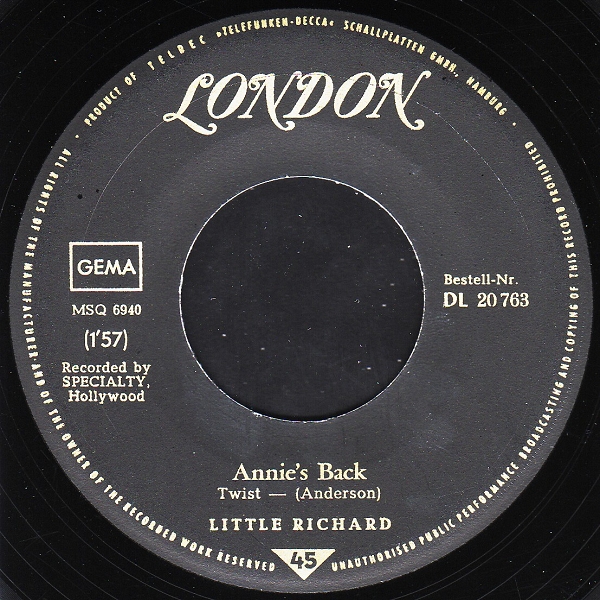 PRODUCT OF TELDEC »TELEFUNKEN-DECCA« SCHALLPLATTEN GMBH., HAMBURG ·
LONDON
GEMA
MSQ 6940
(1'57)
Recorded by
SPECIALTY,
Hollywood
Bestell-Nr.
DL 20 763
Annie's Back
Twist — (Anderson)
LITTLE RICHARD
45
ALL RIGHTS OF THE MANUFACTURER AND OF THE OWNER OF THE RECORDED WORK RESERVED
UNAUTHORISED PUBLIC PERFORMANCE BROADCASTING AND COPYING OF THIS RECORD PROHIBITED